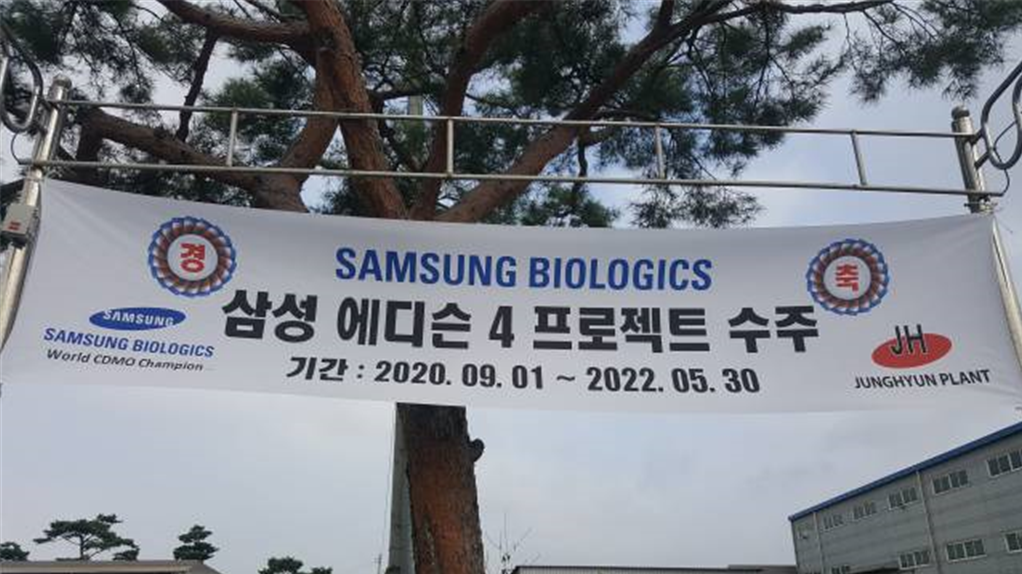 경 축
SAMSUNG BIOLOGICS
삼성 에디슨 4 프로젝트 수주
기간 : 2020. 09. 01 ~ 2022. 05. 30
SAMSUNG
SAMSUNG BIOLOGICS
World CDMO Champion
JH
JUNGHYUN PLANT